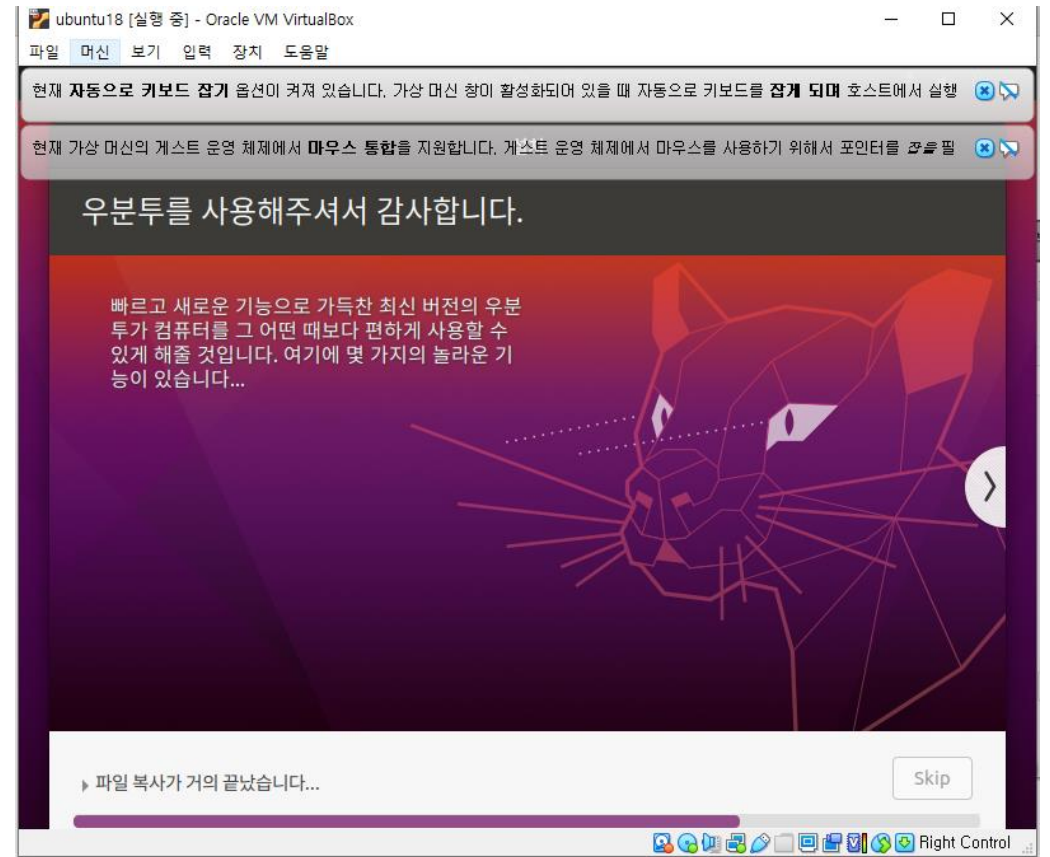 ubuntu18 [실행 중] - Oracle VM VirtualBox
파일 머신 보기 입력 장치 도움말
현재 자동으로 키보드 잡기 옵션이 켜져 있습니다. 가상 머신 창이 활성화되어 있을 때 자동으로 키보드를 잡게 되며 호스트에서 실행
현재 가상 머신의 게스트 운영 체제에서 마우스 통합을 지원합니다. 게스트 운영 체제에서 마우스를 사용하기 위해서 포인터를 잡을 필
우분투를 사용해주셔서 감사합니다.
빠르고 새로운 기능으로 가득찬 최신 버전의 우분
투가 컴퓨터를 그 어떤 때보다 편하게 사용할 수
있게 해줄 것입니다. 여기에 몇 가지의 놀라운 기
능이 있습니다...
파일 복사가 거의 끝났습니다...
Skip
Right Control